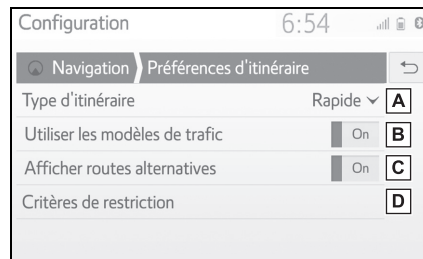 Configuration 6:54
Navigation Préférences d'itinéraire
Type d'itinéraire Rapide A
Utiliser les modèles de trafic On B
Afficher routes alternatives On C
Critères de restriction D